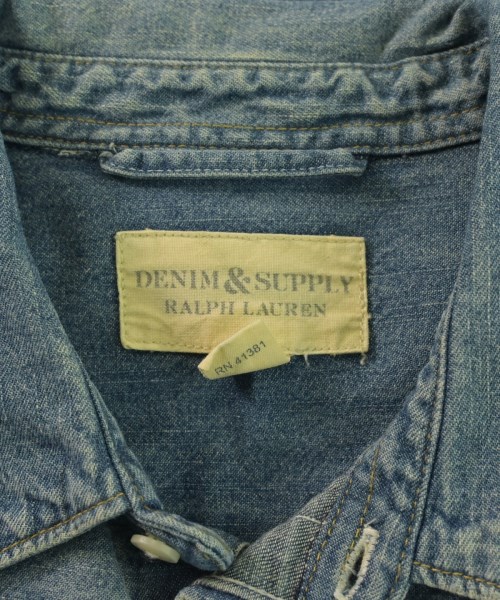 DENIM & SUPPLY
RALPH LAUREN
RN 41381